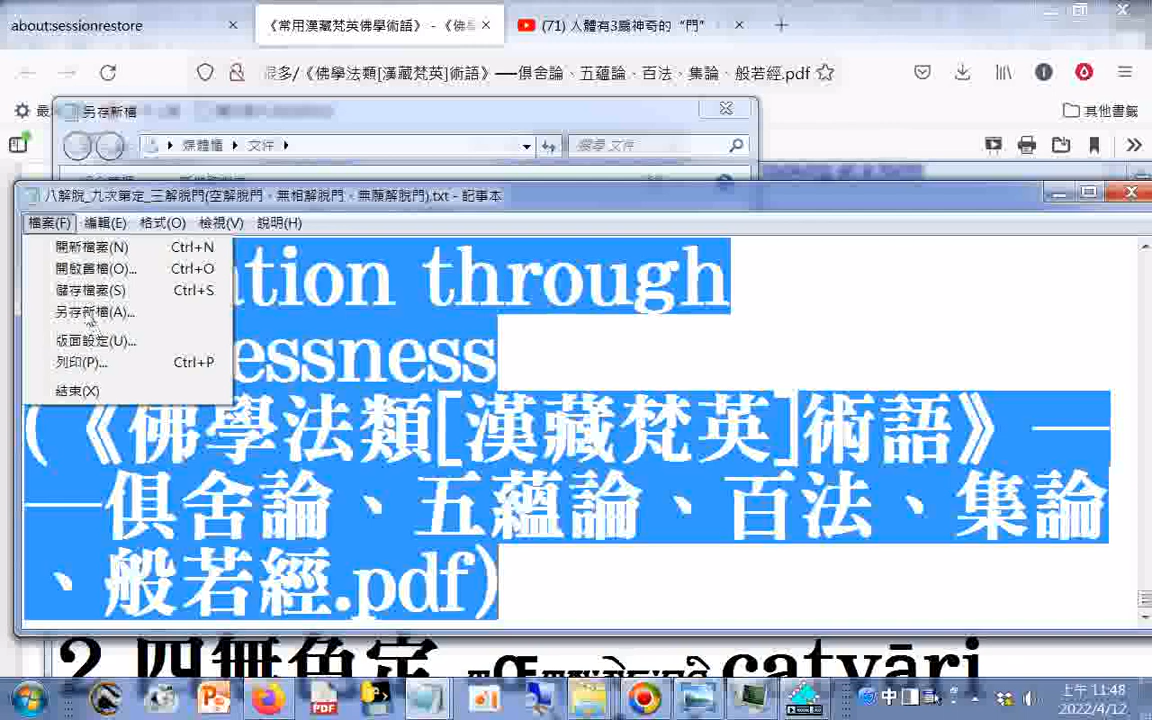 about:sessionrestore
《常用漢藏梵英佛學術語》 - 《佛
(71) 人體有3扇神奇的“門”
/《佛學法類[漢藏梵英]術語》──俱舍論、五蘊論、百法、集論、般若經.pdf
其他書籤
另存新檔
媒體櫃 文件
搜尋 文件
八解脫_九次第定_三解脫門(空解脫門、無相解脫門、無願解脫門).txt - 記事本
檔案(F) 編輯(E) 格式(O) 檢視(V) 說明(H)
開新檔案(N) Ctrl+N
開啟舊檔(O)... Ctrl+O
儲存檔案(S) Ctrl+S
另存新檔(A)...
版面設定(U)...
列印(P)... Ctrl+P
結束(X)
ation through
essness
(《佛學法類[漢藏梵英]術語》─
─俱舍論、五蘊論、百法、集論
、般若經.pdf)
2 四無色定 catvāri
中
上午 11:48
2022/4/12